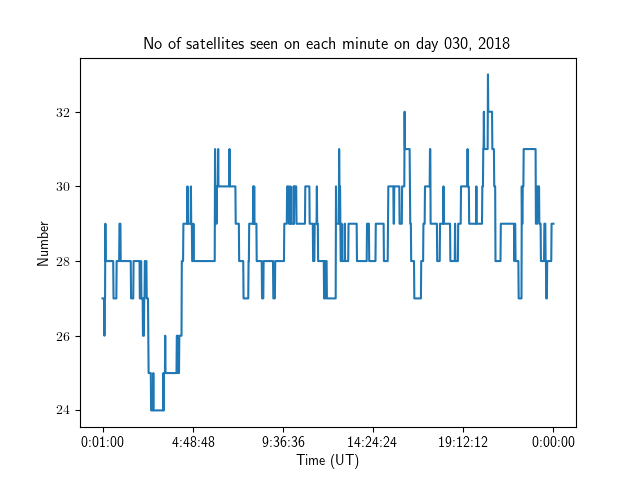 No of satellites seen on each minute on day 030, 2018
32
30
28
26
24
Number
0:01:00 4:48:48 9:36:36 14:24:24 19:12:12 0:00:00
Time (UT)